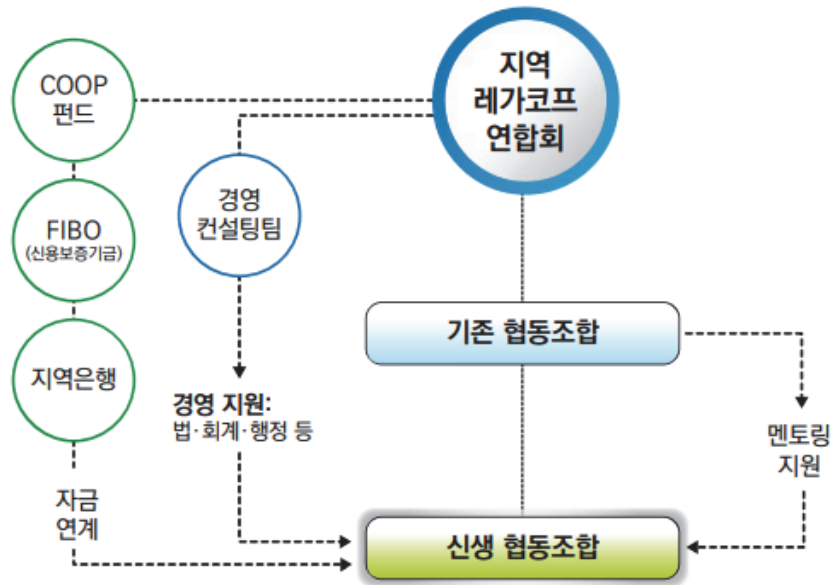 지역
레가코프
연합회
COOP
펀드
경영
컨설팅팀
FIBO
(신용보증기금)
기존 협동조합
지역은행
경영 지원:
법·회계·행정 등
멘토링
지원
자금
연계
신생 협동조합